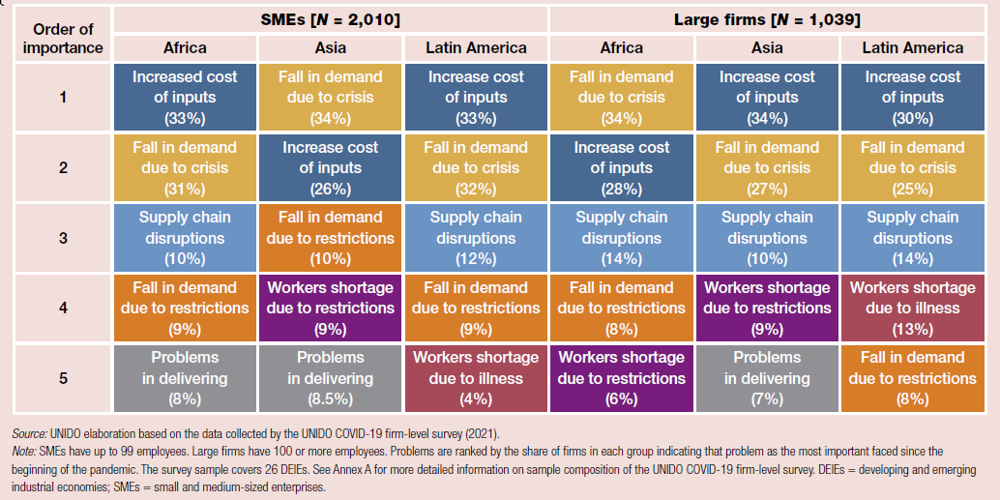 Order of
importance
SMEs [N = 2,010]
Large firms [N = 1,039]
Africa
Asia
Latin America
Africa
Asia
Latin America
1
Increased cost
of inputs
(33%)
Fall in demand
due to crisis
(34%)
Increase cost
of inputs
(33%)
Fall in demand
due to crisis
(34%)
Increase cost
of inputs
(34%)
Increase cost
of inputs
(30%)
2
Fall in demand
due to crisis
(31%)
Increase cost
of inputs
(26%)
Fall in demand
due to crisis
(32%)
Increase cost
of inputs
(28%)
Fall in demand
due to crisis
(27%)
Fall in demand
due to crisis
(25%)
3
Supply chain
disruptions
(10%)
Fall in demand
due to restrictions
(10%)
Supply chain
disruptions
(12%)
Supply chain
disruptions
(14%)
Supply chain
disruptions
(10%)
Supply chain
disruptions
(14%)
4
Fall in demand
due to restrictions
(9%)
Workers shortage
due to restrictions
(9%)
Fall in demand
due to restrictions
(9%)
Fall in demand
due to restrictions
(8%)
Workers shortage
due to restrictions
(9%)
Workers shortage
due to illness
(13%)
5
Problems
in delivering
(8%)
Problems
in delivering
(8.5%)
Workers shortage
due to illness
(4%)
Workers shortage
due to restrictions
(6%)
Problems
in delivering
(7%)
Fall in demand
due to restrictions
(8%)
Source: UNIDO elaboration based on the data collected by the UNIDO COVID-19 firm-level survey (2021).
Note: SMEs have up to 99 employees. Large firms have 100 or more employees. Problems are ranked by the share of firms in each group indicating that problem as the most important faced since the
beginning of the pandemic. The survey sample covers 26 DEIEs. See Annex A for more detailed information on sample composition of the UNIDO COVID-19 firm-level survey. DEIEs = developing and emerging
industrial economies; SMEs = small and medium-sized enterprises.